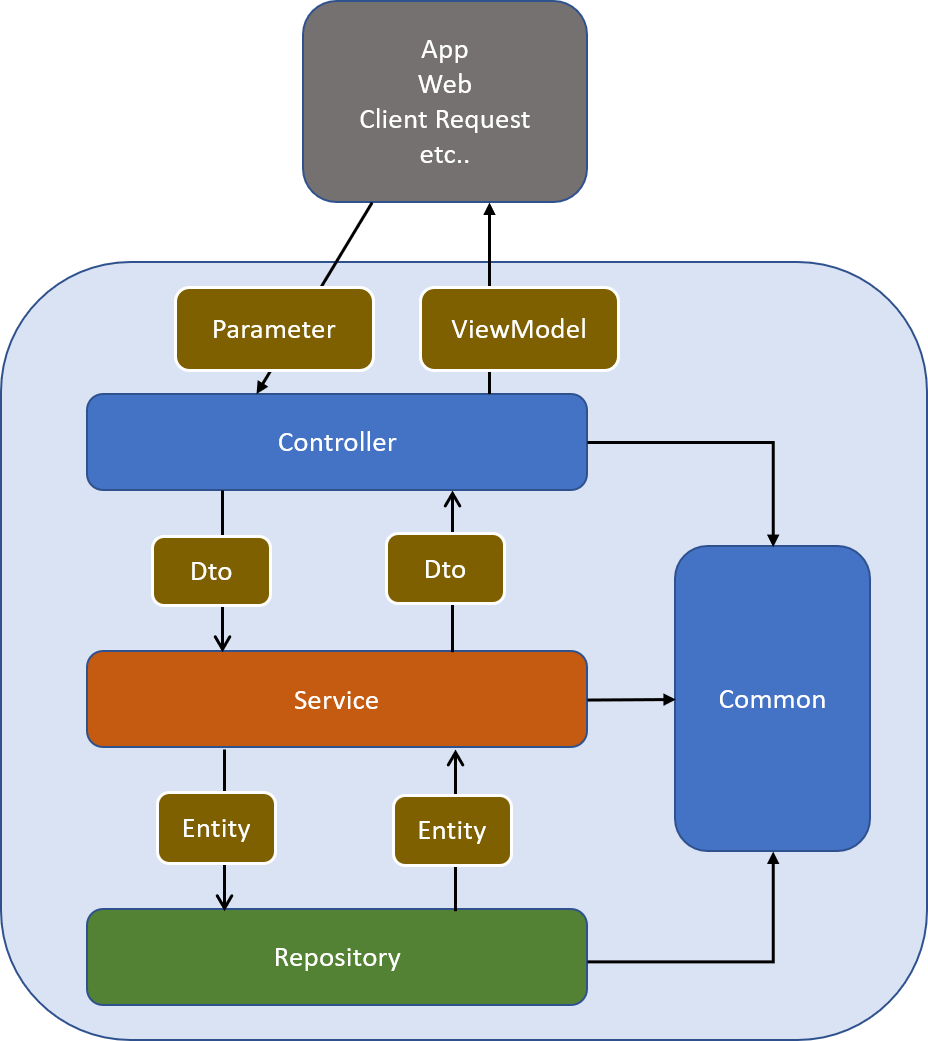 App
Web
Client Request
etc..
Parameter
ViewModel
Controller
Dto
Dto
Service
Common
Entity
Entity
Repository